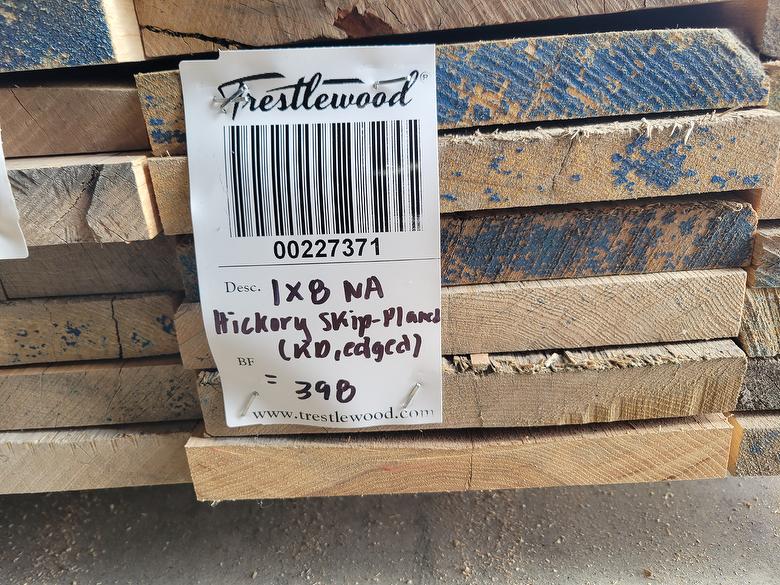 Trestlewood®
00227371
Desc. 1x8 NA
Hickory Skip-Planed
(KD, edged)
BF = 398
www.trestlewood.com